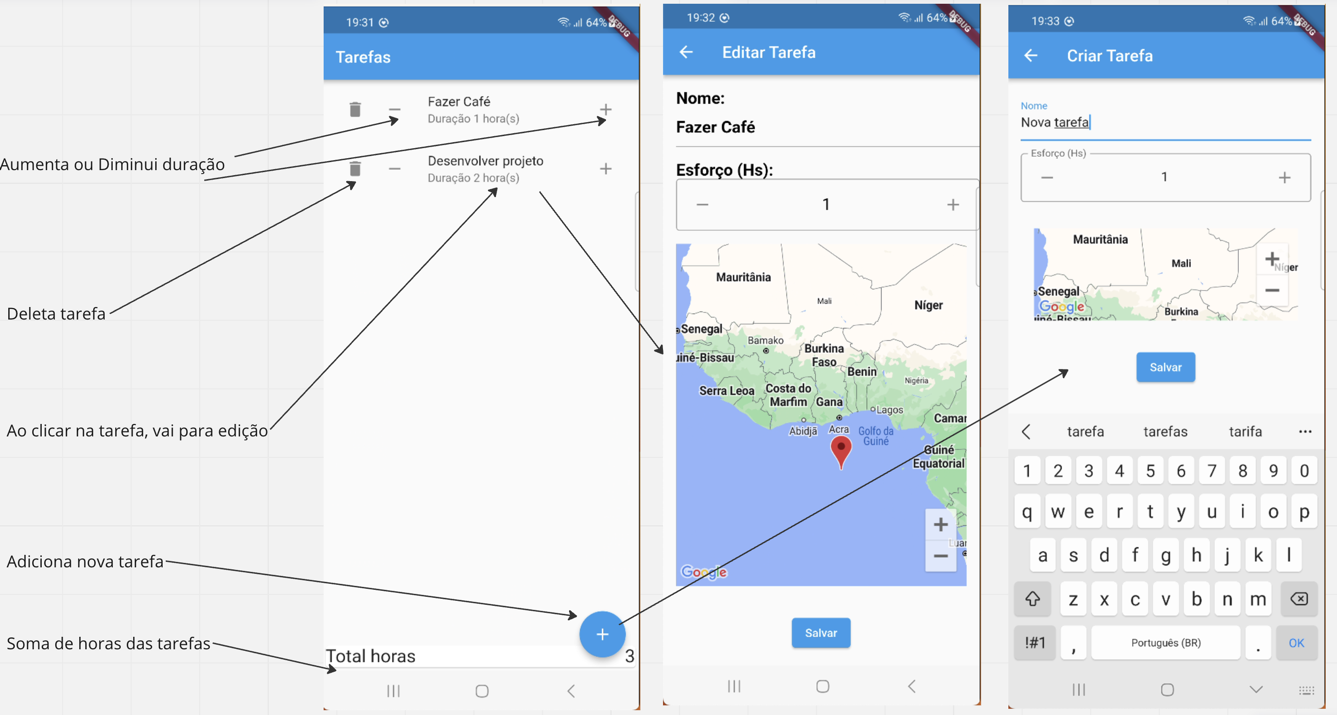 Aumenta ou Diminui duração
Deleta tarefa
Ao clicar na tarefa, vai para edição
Adiciona nova tarefa
Soma de horas das tarefas
19:31
64%
DEBUG
Tarefas
Fazer Café
Duração 1 hora(s)
Desenvolver projeto
Duração 2 hora(s)
+
Total horas 3
19:32
64%
DEBUG
Editar Tarefa
Nome:
Fazer Café
Esforço (Hs):
− 1 +
Mauritânia
Mali
Níger
Senegal
Bamako
uiné-Bissau
Burkina
Faso
Benin
Nigéria
Serra Leoa
Costa do
Marfim
Gana
Lagos
Camar
Abidjã
Acra
Golfo da
Guiné
Guiné
Equatorial
Luan
+
−
Google
Salvar
19:33
64%
DEBUG
Criar Tarefa
Nome
Nova tarefa
Esforço (Hs)
− 1 +
Mauritânia
Mali
Níger
Senegal
Google
Burkina
iné-Bissau
+
−
Salvar
tarefa tarefas tarifa ...
1 2 3 4 5 6 7 8 9 0
q w e r t y u i o p
a s d f g h j k l
z x c v b n m
!#1 , Português (BR) . OK